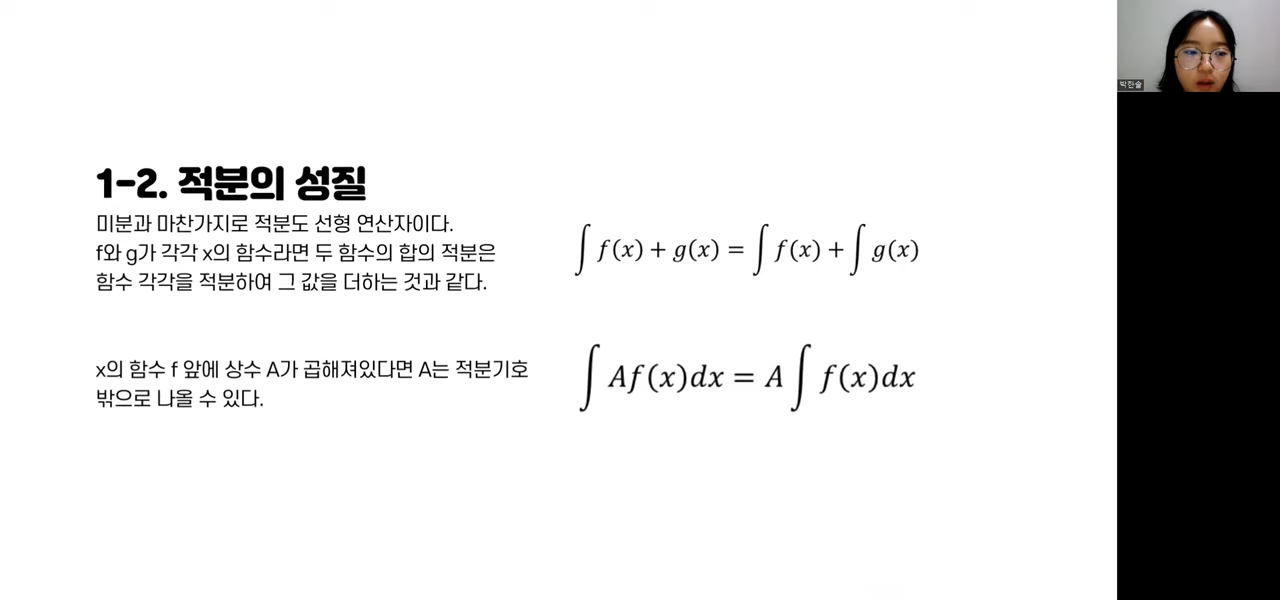 1-2. 적분의 성질
미분과 마찬가지로 적분도 선형 연산자이다.
f와 g가 각각 x의 함수라면 두 함수의 합의 적분은
함수 각각을 적분하여 그 값을 더하는 것과 같다.
∫ f(x) + g(x) = ∫ f(x) + ∫ g(x)
x의 함수 f 앞에 상수 A가 곱해져있다면 A는 적분기호
밖으로 나올 수 있다.
∫ Af(x)dx = A ∫ f(x)dx
박한슬